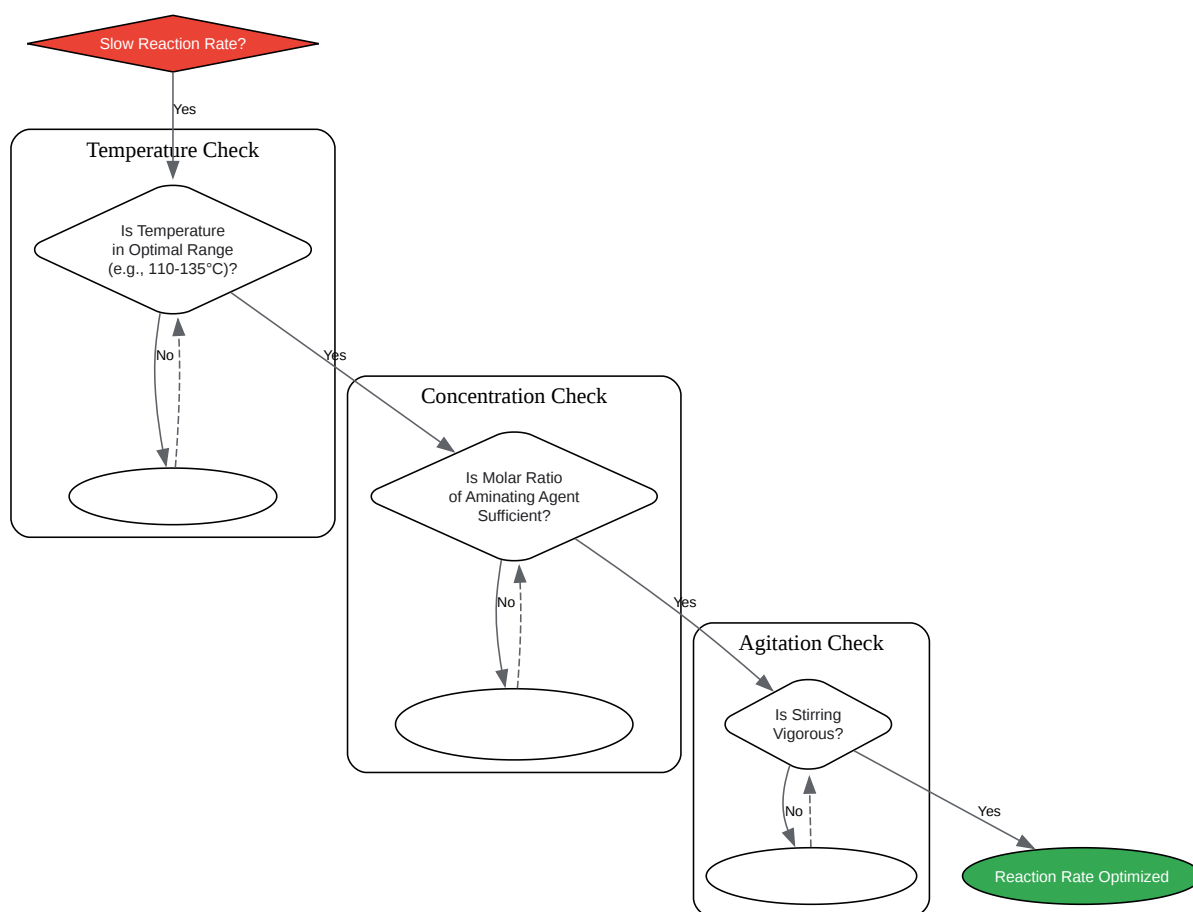 Slow Reaction Rate?
Yes
Temperature Check
Is Temperature
in Optimal Range
(e.g., 110-135°C)?
No
Yes
Concentration Check
Is Molar Ratio
of Aminating Agent
Sufficient?
No
Yes
Agitation Check
Is Stirring
Vigorous?
No
Yes
Reaction Rate Optimized